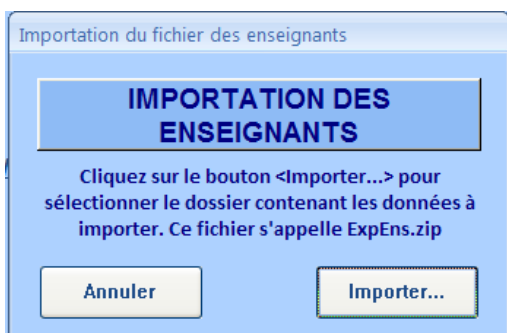 Importation du fichier des enseignants
IMPORTATION DES
ENSEIGNANTS
Cliquez sur le bouton <Importer...> pour
sélectionner le dossier contenant les données à
importer. Ce fichier s'appelle ExpEns.zip
Annuler
Importer...